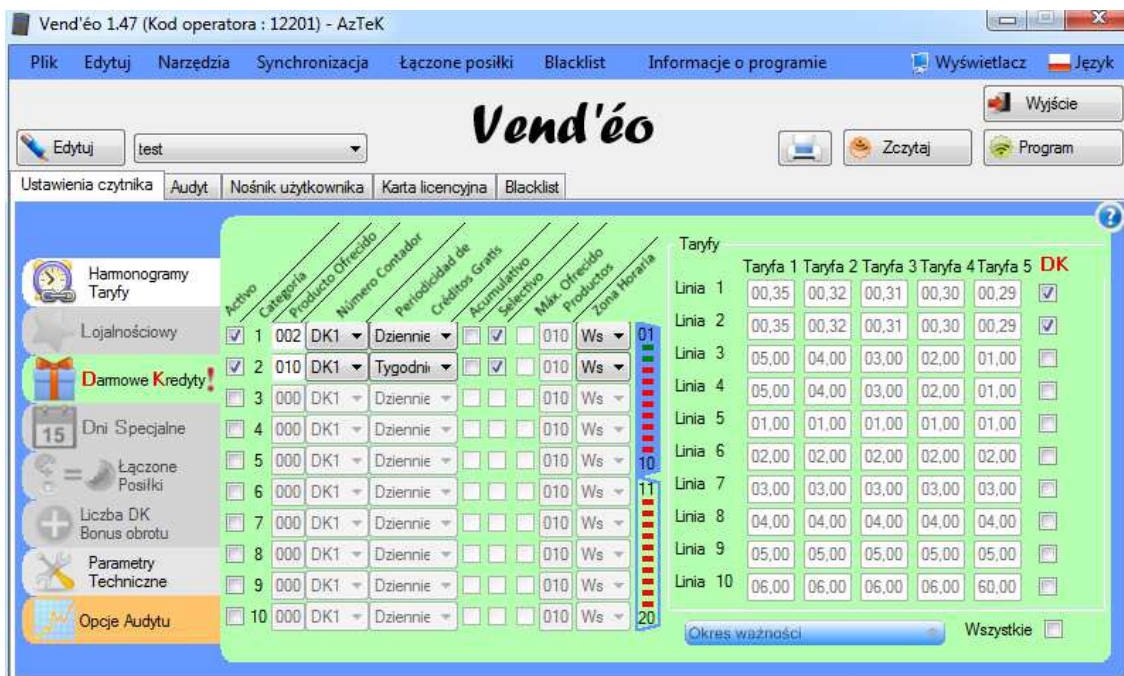 Vend'éo 1.47 (Kod operatora : 12201) - AzTeK
Plik Edytuj Narzędzia Synchronizacja Łączone posiłki Blacklist Informacje o programie Wyświetlacz Język
Vend'éo
Wyjście
Edytuj test Zczytaj Program
Ustawienia czytnika Audyt Nośnik użytkownika Karta licencyjna Blacklist
Harmonogramy
Taryfy
Lojalnościowy
Darmowe Kredyty!
15 Dni Specjalne
Łączone
Posiłki
Liczba DK
Bonus obrotu
Parametry
Techniczne
Opcje Audytu
Activo
Categoria
Producto Ofrecido
Número Contador
Periodicidad de
Créditos Gratis
Acumulativo
Selectivo
Máx. Ofrecido
Productos
Zona Horaria
1 002 DK1 Dziennie 010 Ws
2 010 DK1 Tygodni 010 Ws
3 000 DK1 Dziennie 010 Ws
4 000 DK1 Dziennie 010 Ws
5 000 DK1 Dziennie 010 Ws
6 000 DK1 Dziennie 010 Ws
7 000 DK1 Dziennie 010 Ws
8 000 DK1 Dziennie 010 Ws
9 000 DK1 Dziennie 010 Ws
10 000 DK1 Dziennie 010 Ws
01
10
11
20
Taryfy
Taryfa 1 Taryfa 2 Taryfa 3 Taryfa 4 Taryfa 5 DK
Linia 1 00,35 00,32 00,31 00,30 00,29
Linia 2 00,35 00,32 00,31 00,30 00,29
Linia 3 05,00 04,00 03,00 02,00 01,00
Linia 4 05,00 04,00 03,00 02,00 01,00
Linia 5 01,00 01,00 01,00 01,00 01,00
Linia 6 02,00 02,00 02,00 02,00 02,00
Linia 7 03,00 03,00 03,00 03,00 03,00
Linia 8 04,00 04,00 04,00 04,00 04,00
Linia 9 05,00 05,00 05,00 05,00 05,00
Linia 10 06,00 06,00 06,00 06,00 60,00
Okres ważności Wszystkie